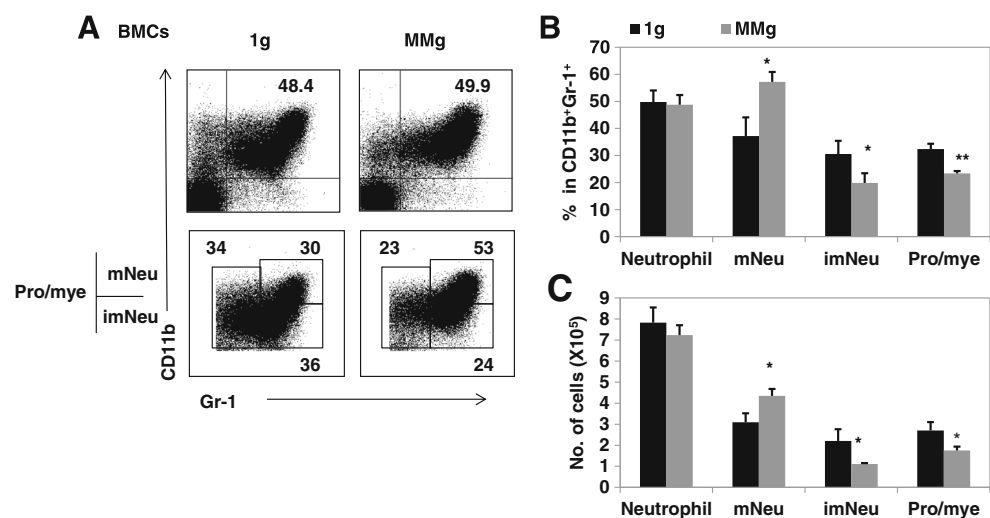 A
BMCs
1g
MMg
48.4
49.9
34
30
23
53
Pro/mye
mNeu
imNeu
36
24
CD11b
Gr-1
B
1g
MMg
% in CD11b+Gr-1+
70
60
50
40
30
20
10
0
*
*
**
Neutrophil
mNeu
imNeu
Pro/mye
C
No. of cells (X10⁵)
9
8
7
6
5
4
3
2
1
0
*
*
*
Neutrophil
mNeu
imNeu
Pro/mye